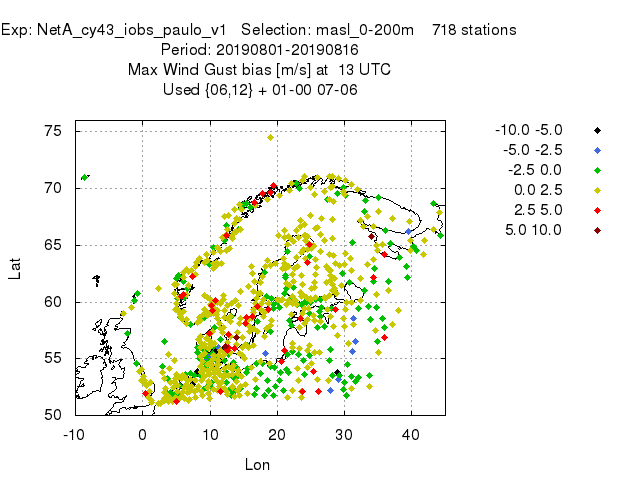 Exp: NetA_cy43_iobs_paulo_v1 Selection: masl_0-200m 718 stations
Period: 20190801-20190816
Max Wind Gust bias [m/s] at 13 UTC
Used {06,12} + 01-00 07-06
75
70
65
60
55
50
-10 0 10 20 30 40
Lat
Lon
-10.0 -5.0
-5.0 -2.5
-2.5 0.0
0.0 2.5
2.5 5.0
5.0 10.0